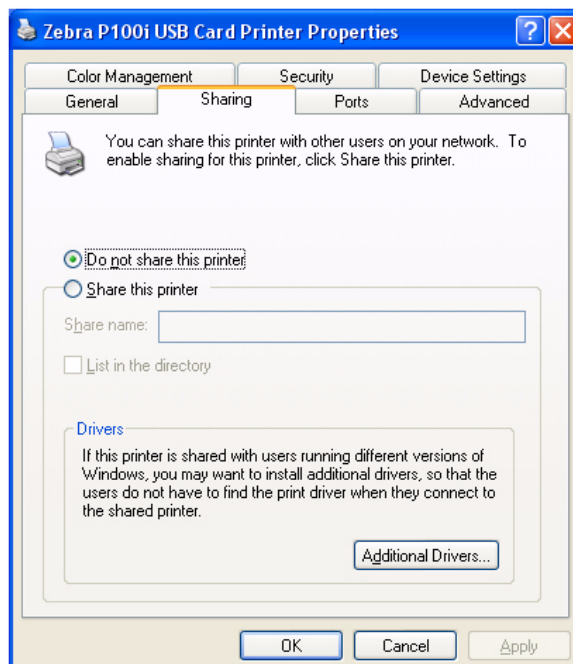 Zebra P100i USB Card Printer Properties
Color Management Security Device Settings
General Sharing Ports Advanced
You can share this printer with other users on your network. To
enable sharing for this printer, click Share this printer.
Do not share this printer
Share this printer
Share name:
List in the directory
Drivers
If this printer is shared with users running different versions of
Windows, you may want to install additional drivers, so that the
users do not have to find the print driver when they connect to
the shared printer.
Additional Drivers...
OK Cancel Apply